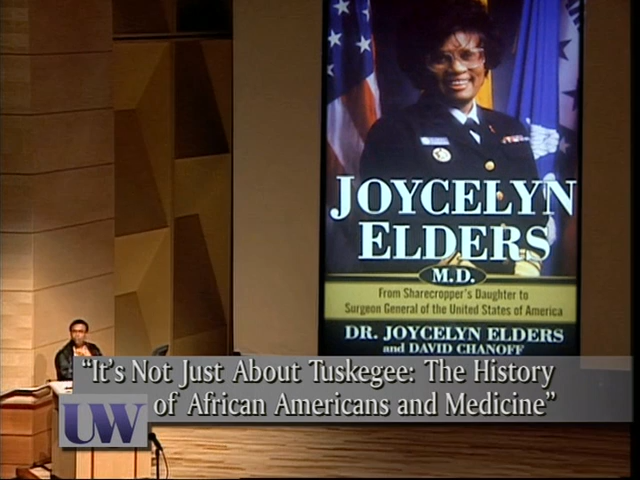 JOYCELYN
ELDERS
M.D.
From Sharecropper's Daughter to
Surgeon General of the United States of America
DR. JOYCELYN ELDERS
and DAVID CHANOFF
"It's Not Just About Tuskegee: The History
of African Americans and Medicine"
UW